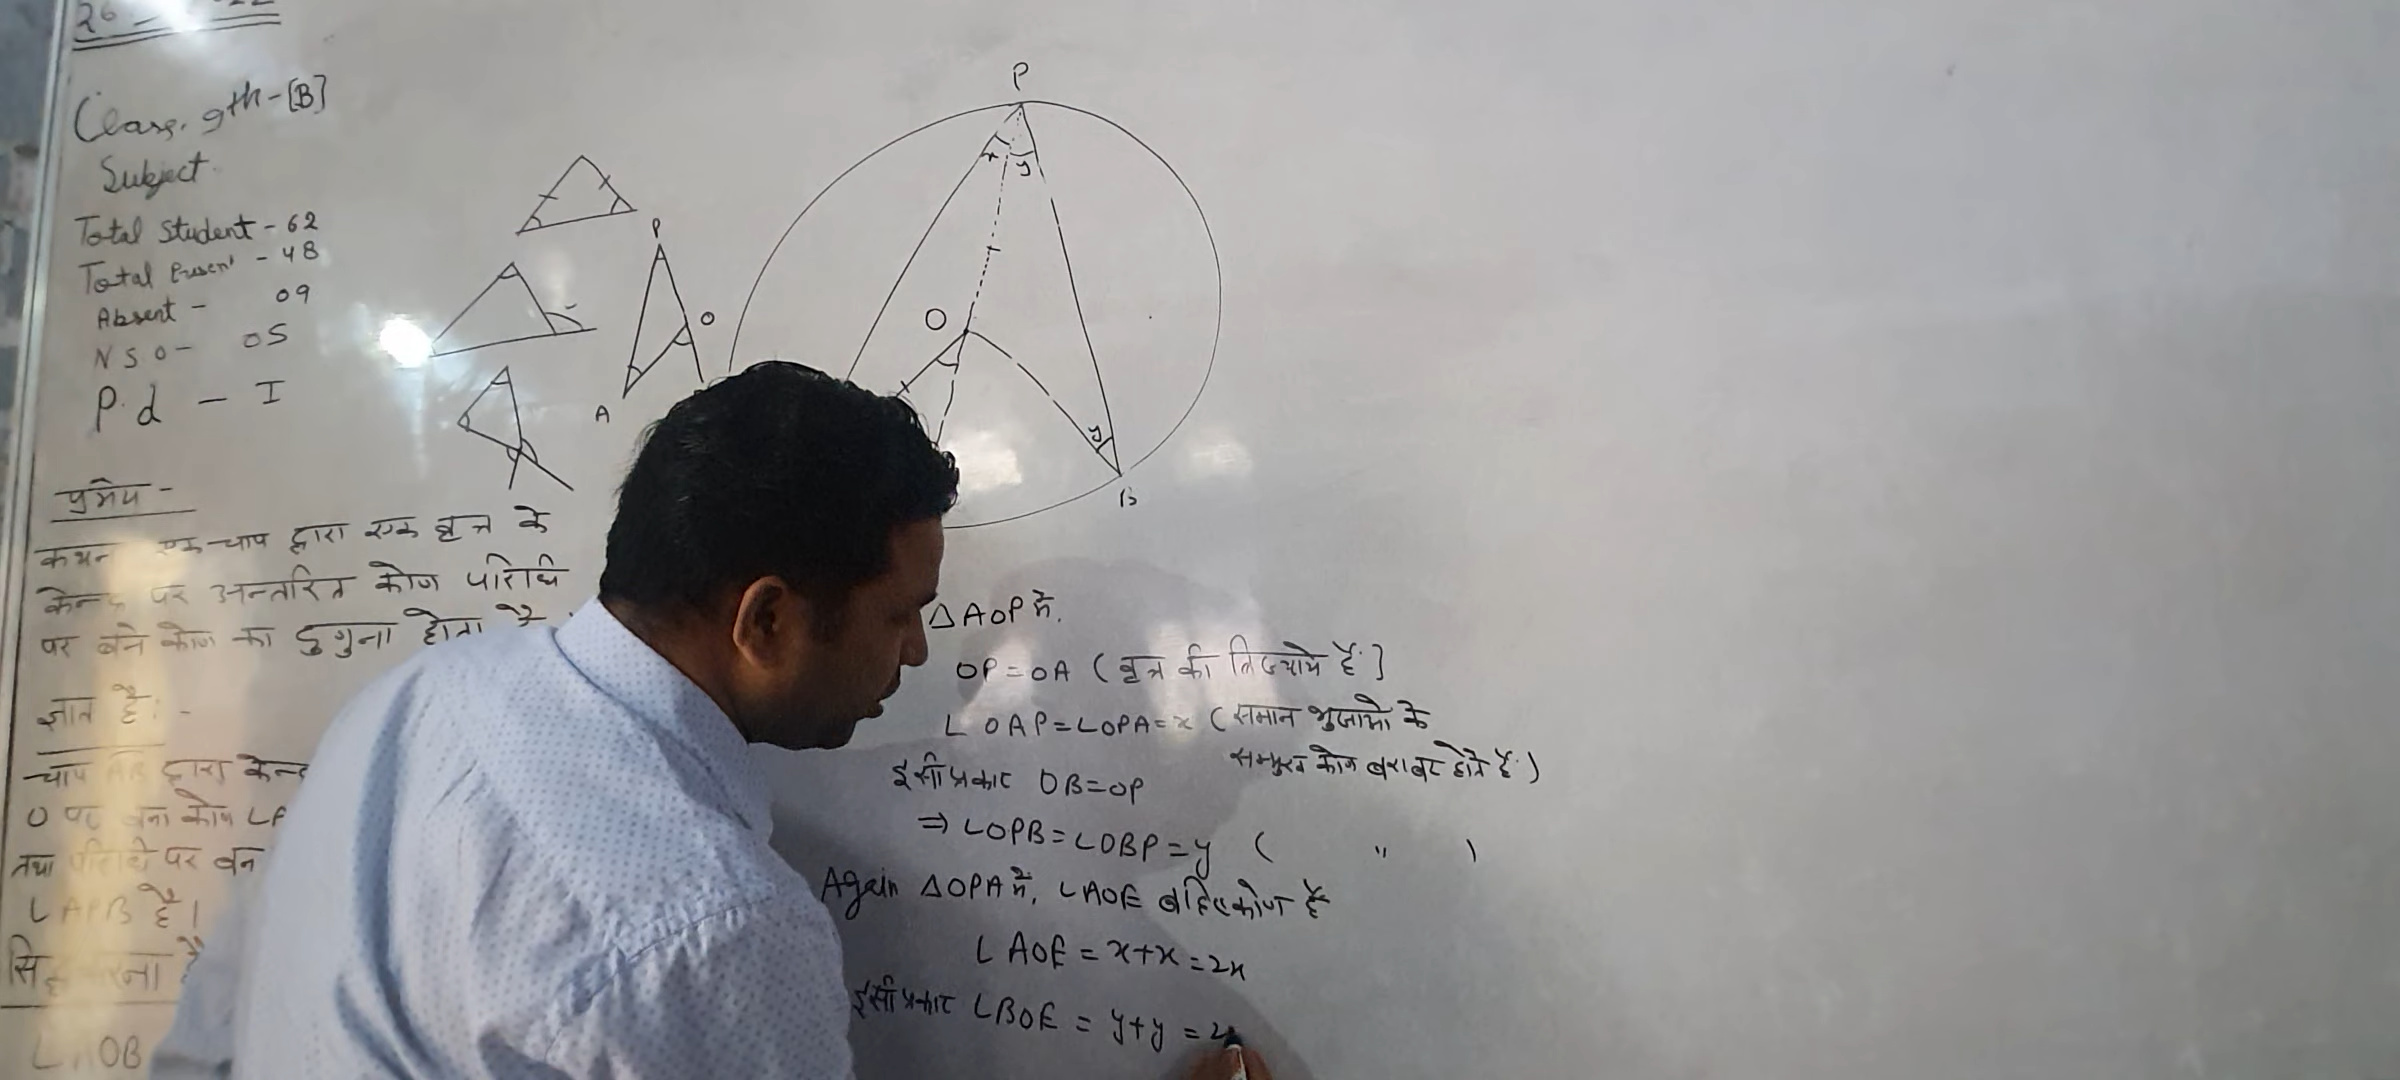 26
Class. 9th-[B]
Subject.
Total Student - 62
Total Present - 48
Absent - 09
N S O - 05
P.d - I
प्रमेय -
कथन एक चाप द्वारा एक वृत्त के
केन्द्र पर अन्तरित कोण परिधि
पर बने कोण का दुगुना होता है
ज्ञात है: -
चाप AB द्वारा केन्द्र
O पर बना कोण ∠A
तथा परिधि पर बन
∠APB है।
सिद्ध करना है
∠AOB
P
O
A
P
x y
O
y
B
△AOP में.
OP = OA ( वृत्त की त्रिज्याये हैं ]
∠OAP = ∠OPA = x ( समान भुजाओ के
सम्मुख कोण बराबर होते हैं )
इसी प्रकार OB = OP
⇒ ∠OPB = ∠OBP = y ( " )
Again △OPA में, ∠AOE बहिष्कोण है
∠AOE = x+x = 2x
इसी प्रकार ∠BOE = y+y = 2